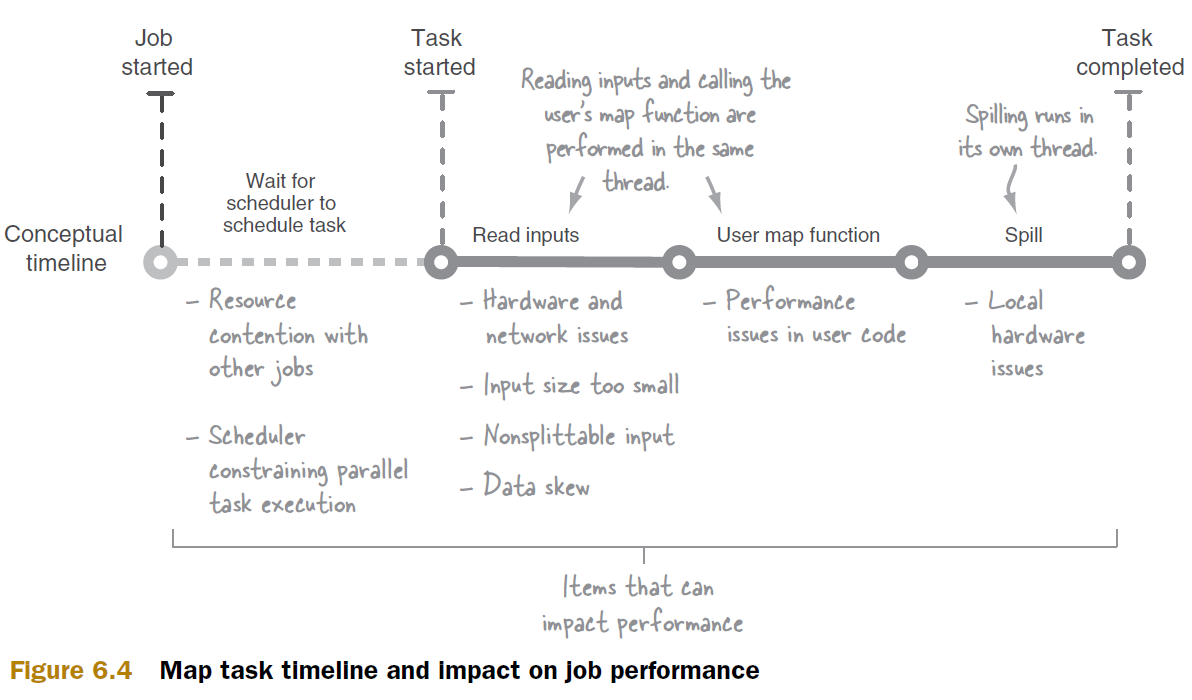 Job
started
Task
started
Task
completed
Reading inputs and calling the
user's map function are
performed in the same
thread.
Spilling runs in
its own thread.
Wait for
scheduler to
schedule task
Conceptual
timeline
Read inputs
User map function
Spill
– Resource
contention with
other jobs
– Scheduler
constraining parallel
task execution
– Hardware and
network issues
– Input size too small
– Nonsplittable input
– Data skew
– Performance
issues in user code
– Local
hardware
issues
Items that can
impact performance
Figure 6.4 Map task timeline and impact on job performance